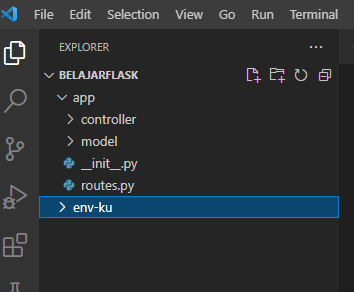 File Edit Selection View Go Run Terminal
EXPLORER
BELAJARFLASK
app
controller
model
__init__.py
routes.py
env-ku